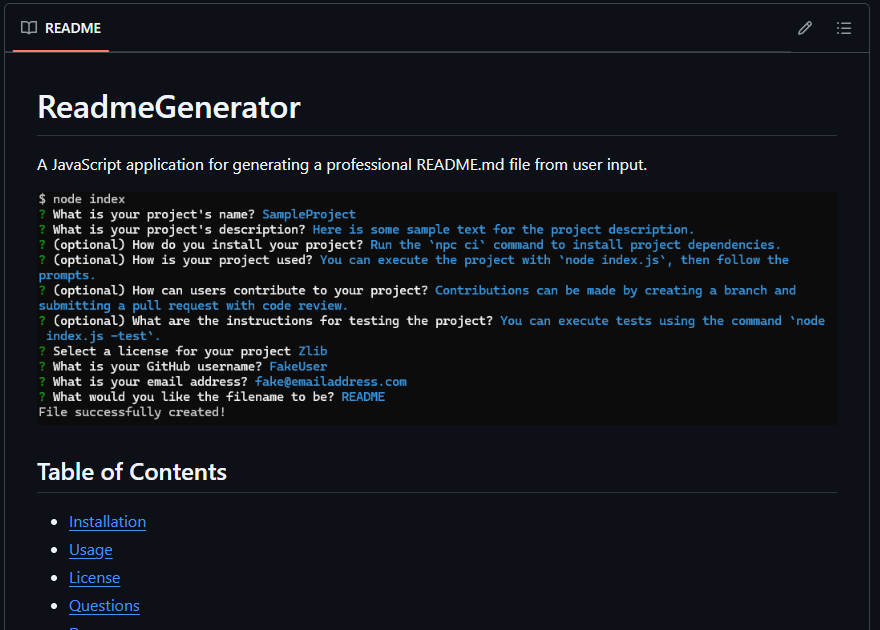 README
ReadmeGenerator
A JavaScript application for generating a professional README.md file from user input.
$ node index
? What is your project's name? SampleProject
? What is your project's description? Here is some sample text for the project description.
? (optional) How do you install your project? Run the `npc ci` command to install project dependencies.
? (optional) How is your project used? You can execute the project with `node index.js`, then follow the
prompts.
? (optional) How can users contribute to your project? Contributions can be made by creating a branch and
submitting a pull request with code review.
? (optional) What are the instructions for testing the project? You can execute tests using the command `node
index.js -test`.
? Select a license for your project Zlib
? What is your GitHub username? FakeUser
? What is your email address? fake@emailaddress.com
? What would you like the filename to be? README
File successfully created!
Table of Contents
• Installation
• Usage
• License
• Questions